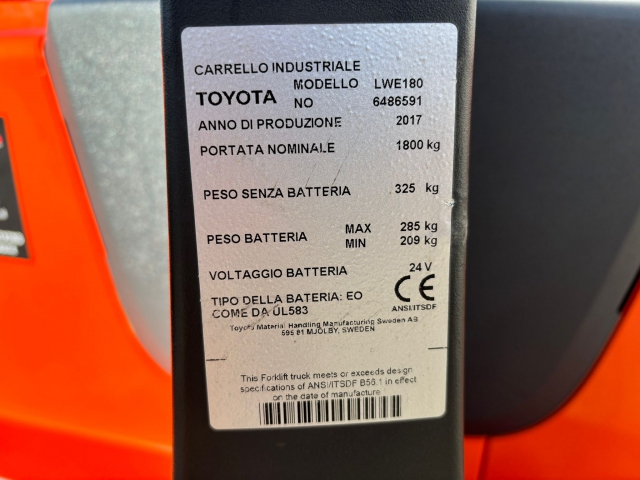 CARRELLO INDUSTRIALE
TOYOTA MODELLO LWE180
NO 6486591
ANNO DI PRODUZIONE 2017
PORTATA NOMINALE 1800 kg
PESO SENZA BATTERIA 325 kg
PESO BATTERIA MAX 285 kg
MIN 209 kg
VOLTAGGIO BATTERIA 24 V
TIPO DELLA BATERIA: EO
COME DA UL583
CE
ANSI/ITSDF
Toyota Material Handling Manufacturing Sweden AB
595 81 MJÖLBY, SWEDEN
This Forklift truck meets or exceeds design
specifications of ANSI/ITSDF B56.1 in effect
on the date of manufacture